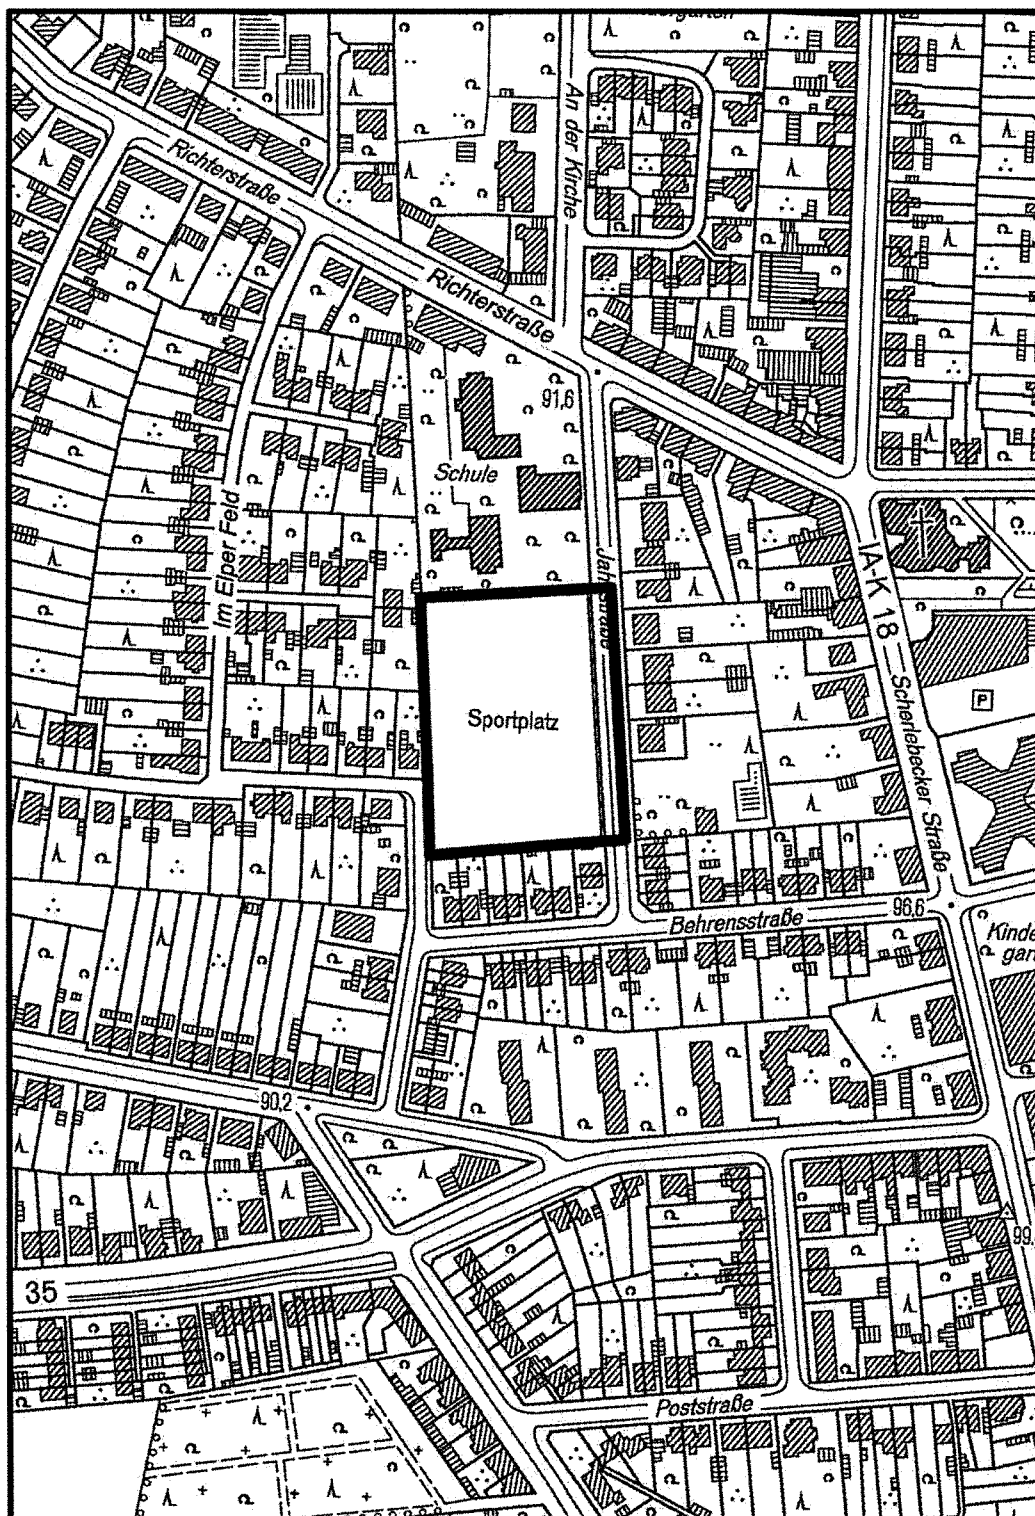 An der Kirche
Richterstraße
Richterstraße
91,6
Schule
Im Elper Feld
IA-K 18
Scherlebecker Straße
P
Sportplatz
Behrensstraße
96,6
90,2
35
Poststraße